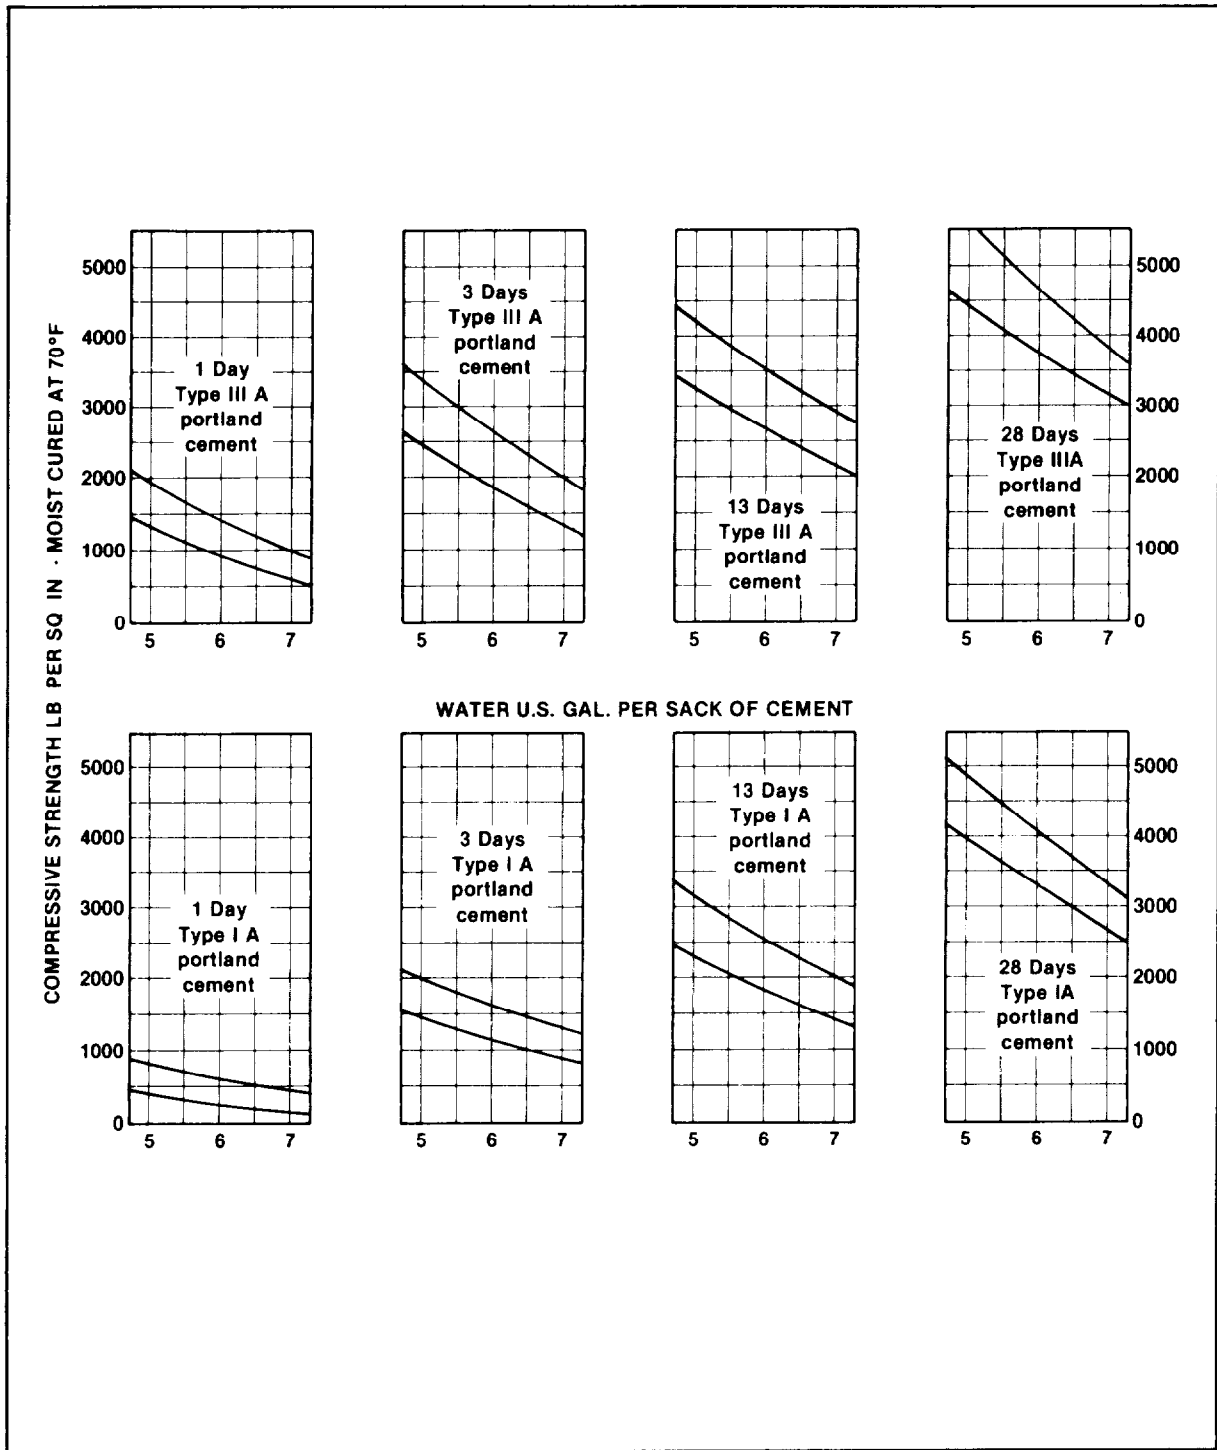 COMPRESSIVE STRENGTH LB PER SQ IN - MOIST CURED AT 70°F
5000
4000
3000
2000
1000
0
1 Day
Type III A
portland
cement
5 6 7
3 Days
Type III A
portland
cement
5 6 7
13 Days
Type III A
portland
cement
5 6 7
28 Days
Type IIIA
portland
cement
5 6 7
5000
4000
3000
2000
1000
0
WATER U.S. GAL. PER SACK OF CEMENT
5000
4000
3000
2000
1000
0
1 Day
Type I A
portland
cement
5 6 7
3 Days
Type I A
portland
cement
5 6 7
13 Days
Type I A
portland
cement
5 6 7
28 Days
Type IA
portland
cement
5 6 7
5000
4000
3000
2000
1000
0